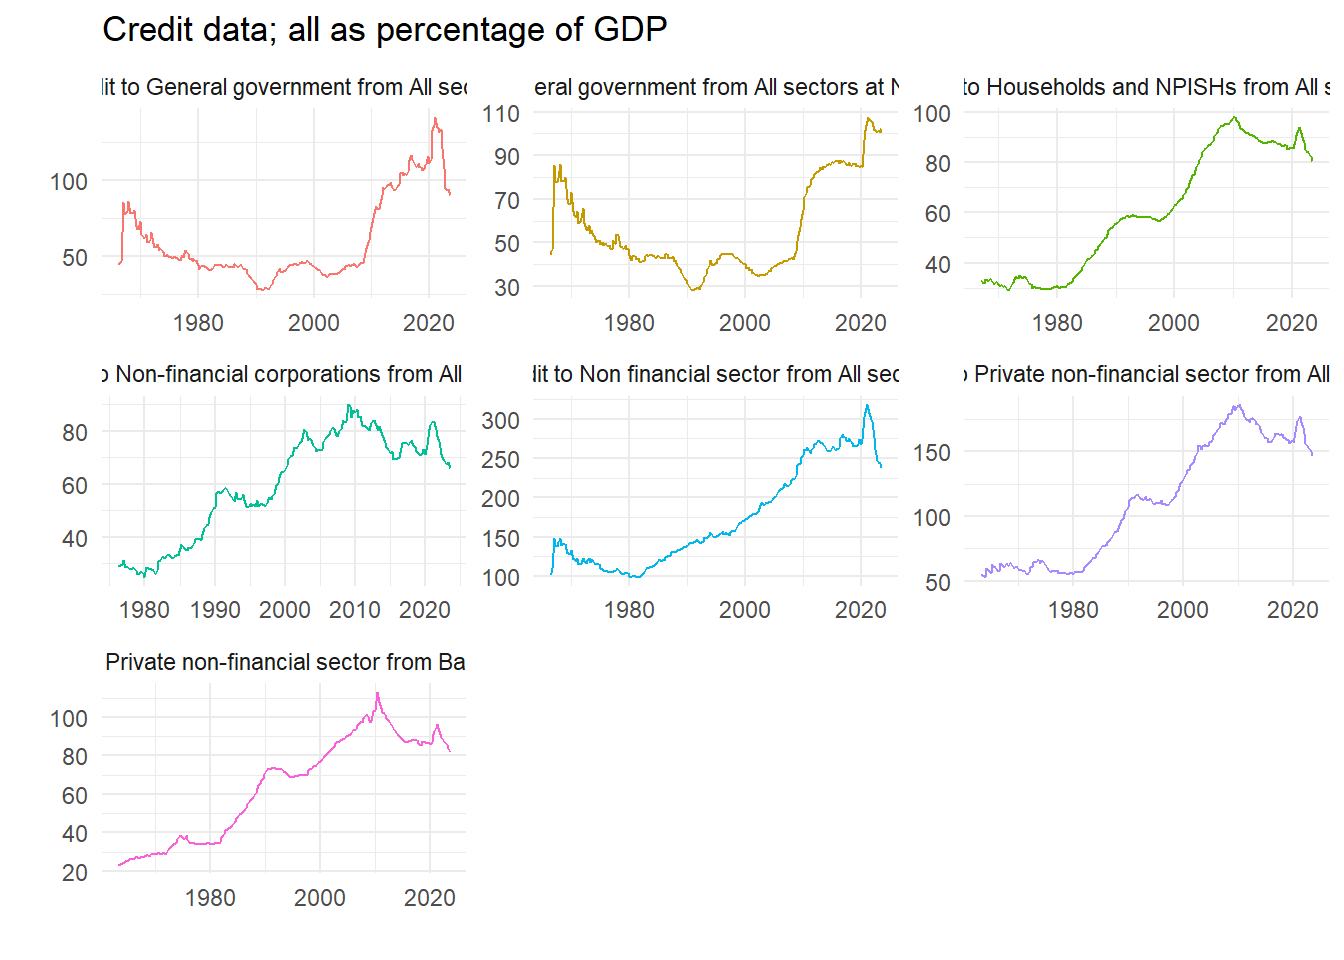 Credit data; all as percentage of GDP
to General government from All
government from All sectors at
to Households and NPISHs from All
100
50
1980 2000 2020
110
90
70
50
30
1980 2000 2020
100
80
60
40
1980 2000 2020
Non-financial corporations from All
to Non financial sector from All
Private non-financial sector from All
80
60
40
1980 1990 2000 2010 2020
300
250
200
150
100
1980 2000 2020
150
100
50
1980 2000 2020
Private non-financial sector from Ba
100
80
60
40
20
1980 2000 2020